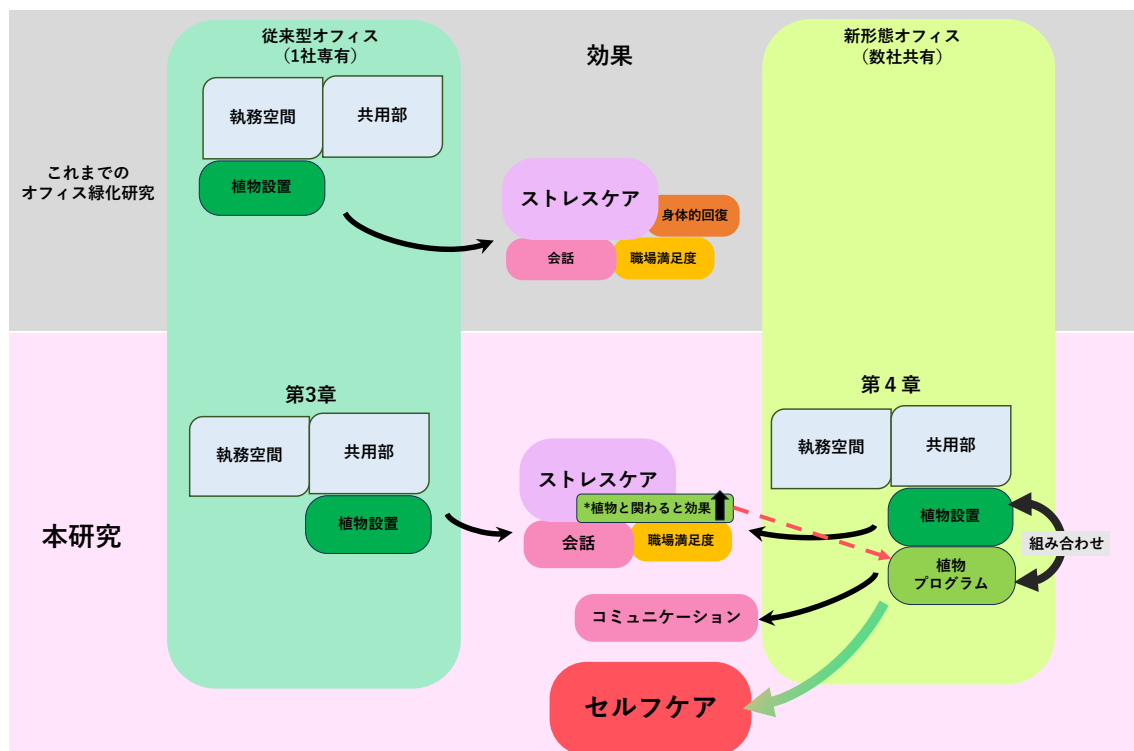 従来型オフィス
（1社専有）
効果
新形態オフィス
（数社共有）
執務空間
共用部
これまでの
オフィス緑化研究
植物設置
ストレスケア
身体的回復
会話
職場満足度
第3章
第４章
執務空間
共用部
植物設置
本研究
ストレスケア
*植物と関わると効果
会話
職場満足度
執務空間
共用部
植物設置
組み合わせ
植物
プログラム
コミュニケーション
セルフケア